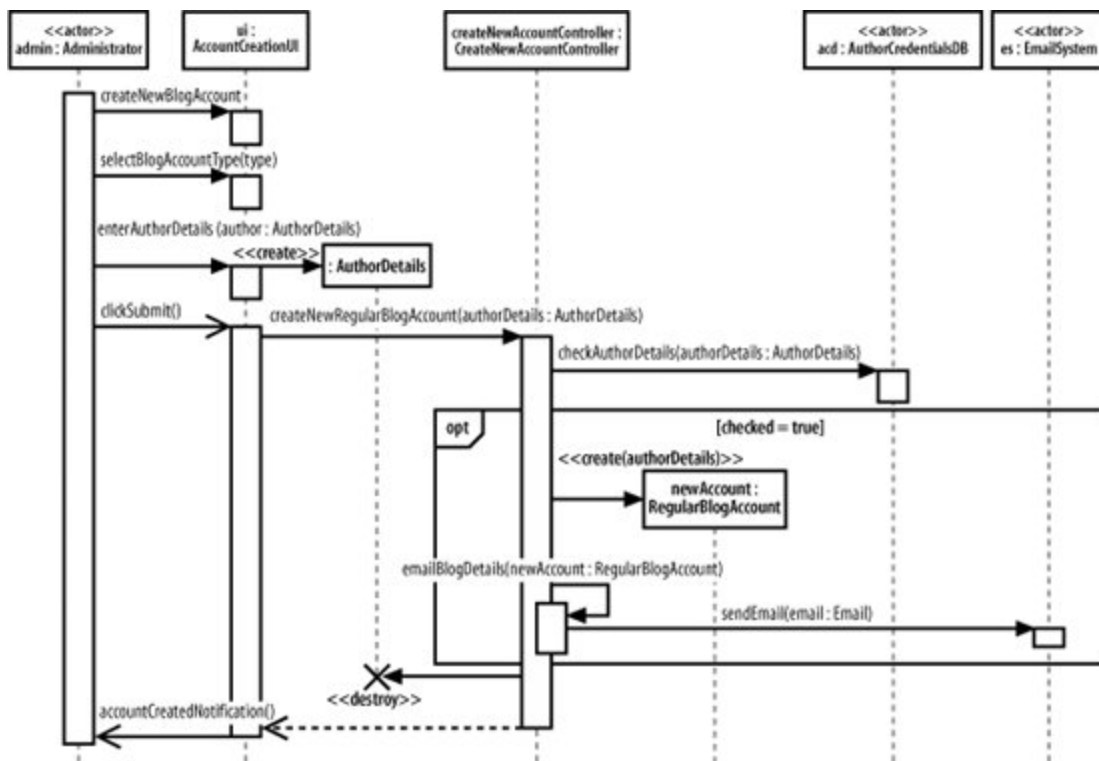 <<actor>>
admin : Administrator
ui :
AccountCreationUI
createNewAccountController :
CreateNewAccountController
<<actor>>
acd : AuthorCredentialsDB
<<actor>>
es : EmailSystem
createNewBlogAccount
selectBlogAccountType(type)
enterAuthorDetails (author : AuthorDetails)
<<create>>
: AuthorDetails
clickSubmit()
createNewRegularBlogAccount(authorDetails : AuthorDetails)
checkAuthorDetails(authorDetails : AuthorDetails)
opt
[checked = true]
<<create(authorDetails)>>
newAccount :
RegularBlogAccount
emailBlogDetails(newAccount : RegularBlogAccount)
sendEmail(email : Email)
<<destroy>>
accountCreatedNotification()